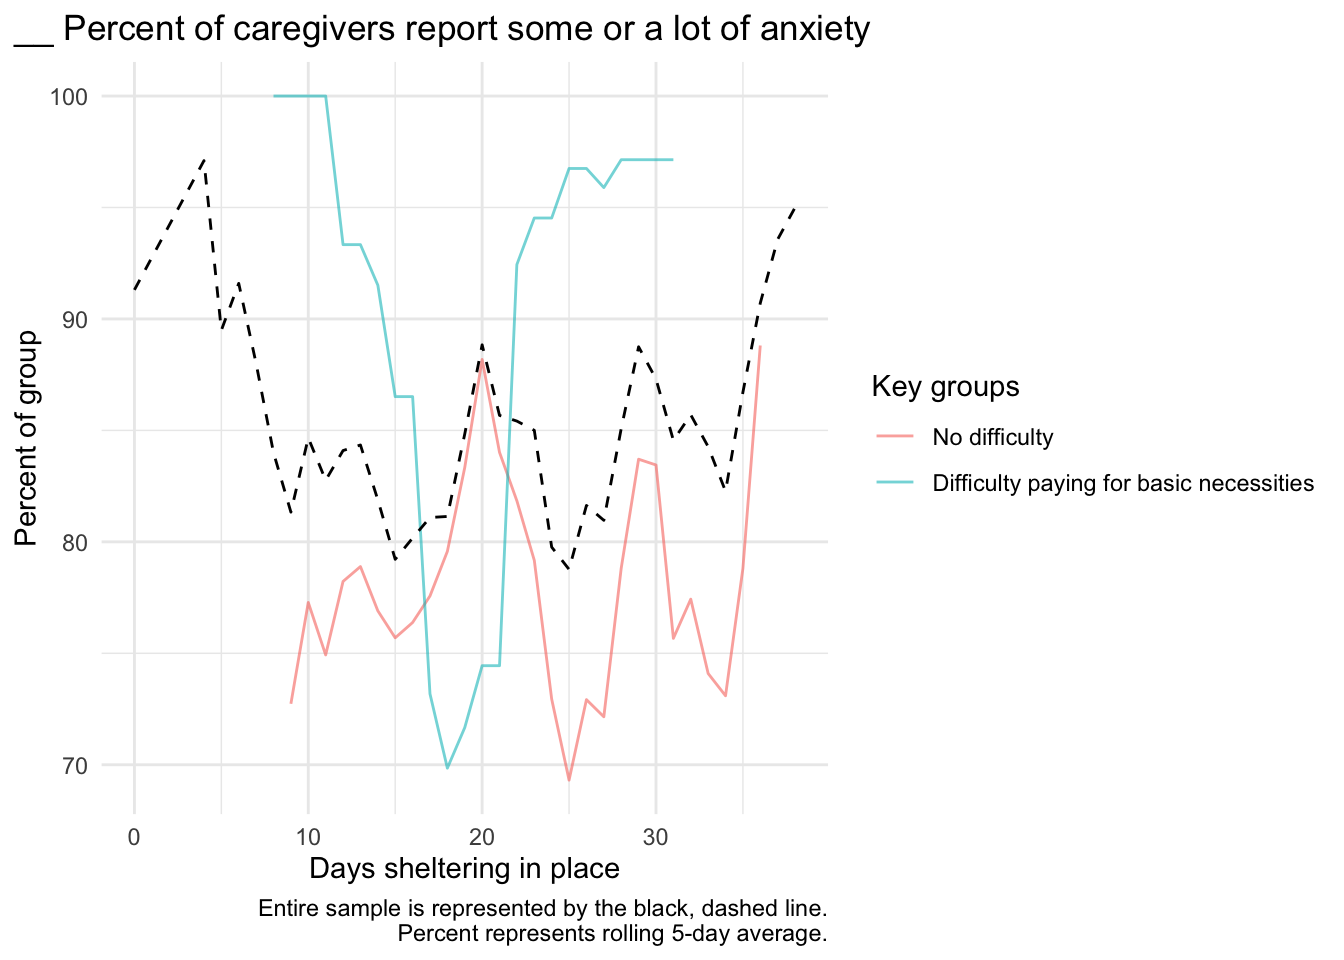 __ Percent of caregivers report some or a lot of anxiety
Percent of group
100
90
80
70
0
10
20
30
Days sheltering in place
Entire sample is represented by the black, dashed line.
Percent represents rolling 5-day average.
Key groups
No difficulty
Difficulty paying for basic necessities